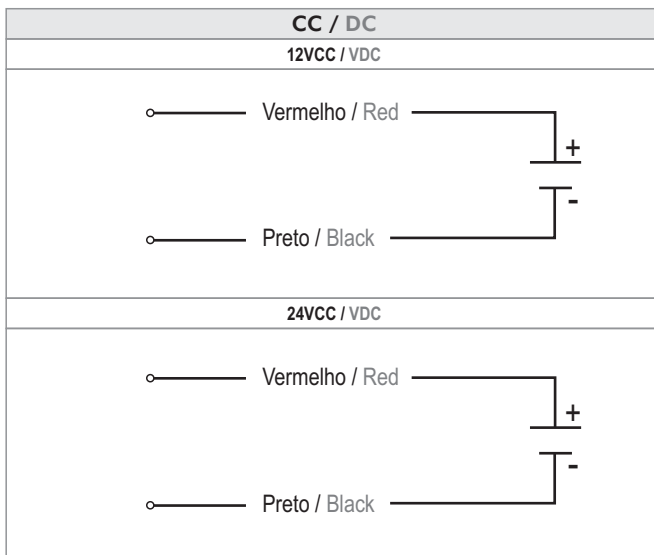 CC / DC
12VCC / VDC
Vermelho / Red
+
-
Preto / Black
24VCC / VDC
Vermelho / Red
+
-
Preto / Black